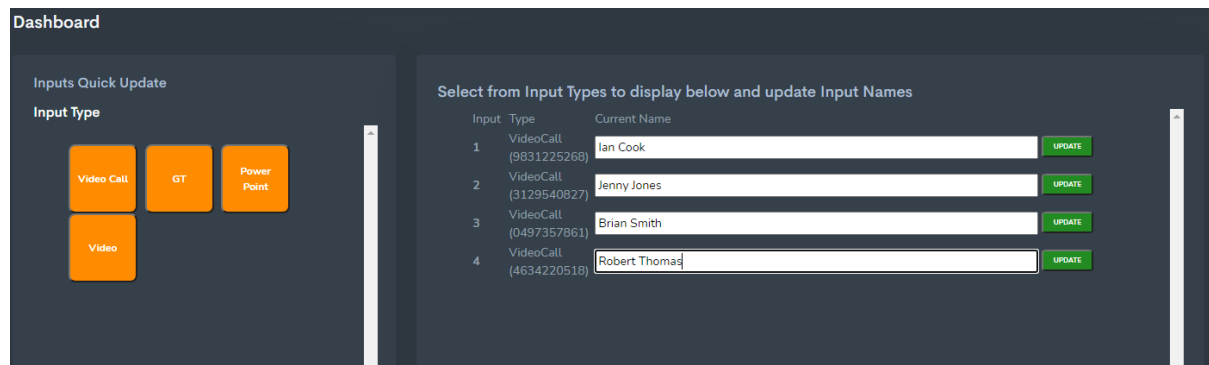 Dashboard
Inputs Quick Update
Input Type
Video Call
GT
Power
Point
Video
Select from Input Types to display below and update Input Names
Input Type Current Name
1 VideoCall
(9831225268) Ian Cook UPDATE
2 VideoCall
(3129540827) Jenny Jones UPDATE
3 VideoCall
(0497357861) Brian Smith UPDATE
4 VideoCall
(4634220518) Robert Thomas UPDATE